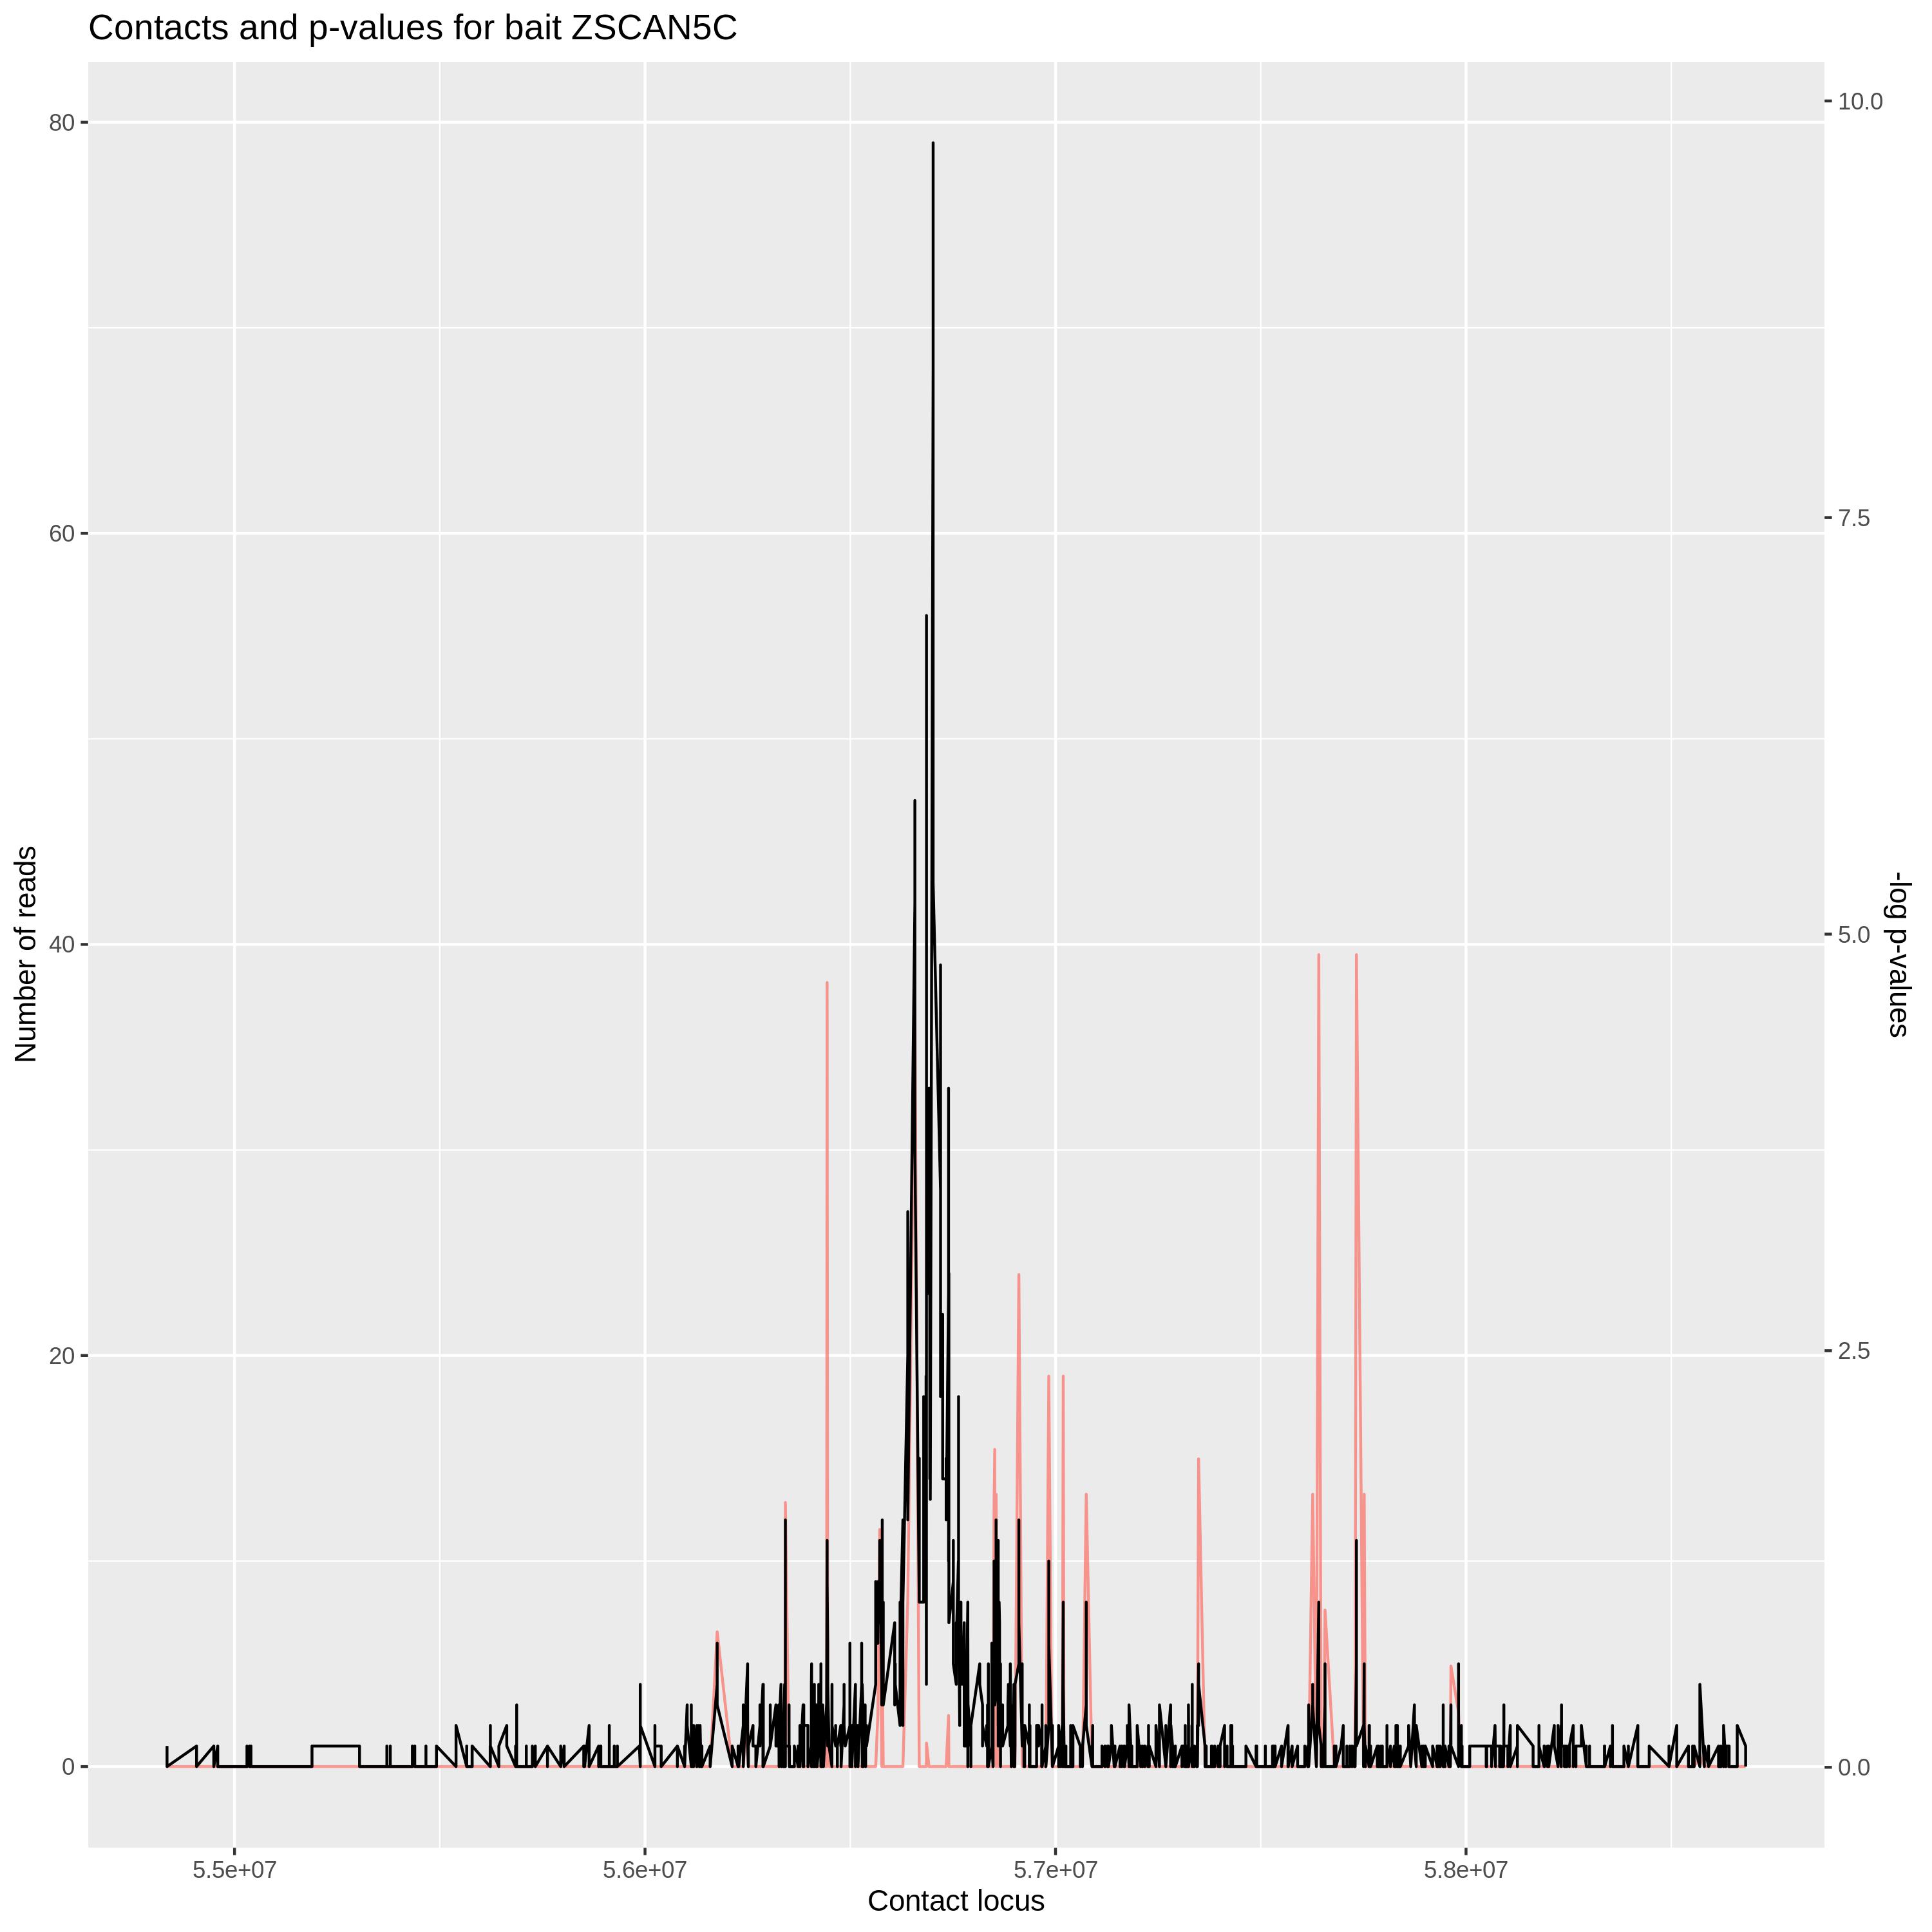 Contacts and p-values for bait ZSCAN5C
80
60
40
20
0
Number of reads
10.0
7.5
5.0
2.5
0.0
-log p-values
5.5e+07 5.6e+07 5.7e+07 5.8e+07
Contact locus